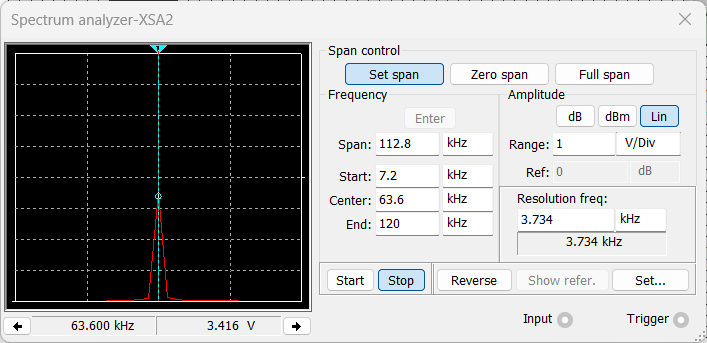 Spectrum analyzer-XSA2
1
Span control
Set span Zero span Full span
Frequency
Enter
Span: 112.8 kHz
Start: 7.2 kHz
Center: 63.6 kHz
End: 120 kHz
Amplitude
dB dBm Lin
Range: 1 V/Div
Ref: 0 dB
Resolution freq:
3.734 kHz
3.734 kHz
Start Stop Reverse Show refer. Set...
63.600 kHz 3.416 V
Input Trigger